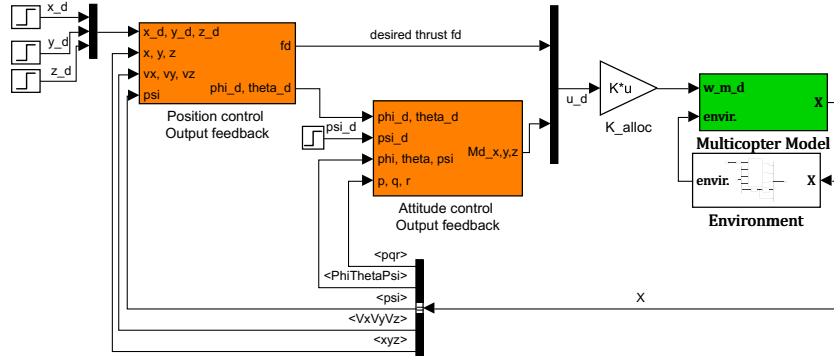 x_d
y_d
z_d
x_d, y_d, z_d
x, y, z
vx, vy, vz
psi
fd
phi_d, theta_d
Position control
Output feedback
desired thrust fd
psi_d
phi_d, theta_d
psi_d
phi, theta, psi
p, q, r
Md_x,y,z
Attitude control
Output feedback
u_d
K*u
K_alloc
w_m_d
envir.
X
Multicopter Model
envir.
X
Environment
<pqr>
<PhiThetaPsi>
<psi>
<VxVyVz>
<xyz>
X